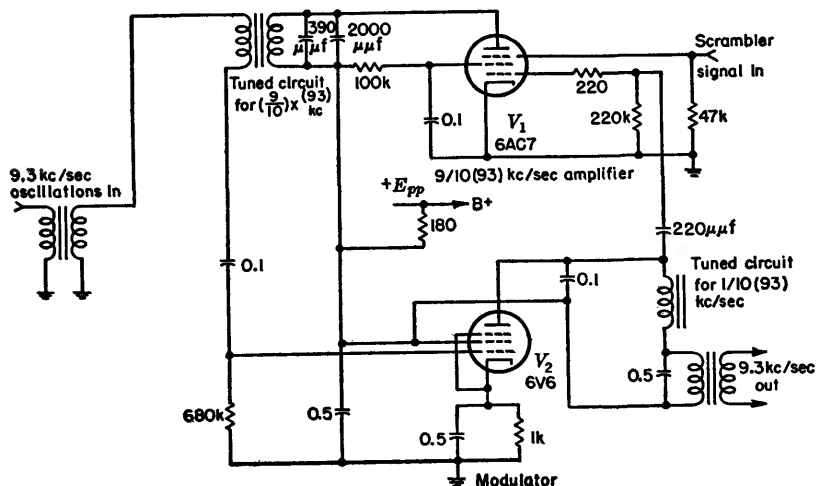 390
μμf
2000
μμf
Tuned circuit
for (9/10)x(93)
kc
100k
0.1
V1
6AC7
220
220k
47k
Scrambler
signal In
9/10(93) kc/sec amplifier
9.3kc/sec
oscillations In
+Epp
B+
180
220μμf
0.1
0.1
Tuned circuit
for 1/10(93)
kc/sec
V2
6V6
680k
0.5
0.5
1k
0.5
9.3kc/sec
out
Modulator